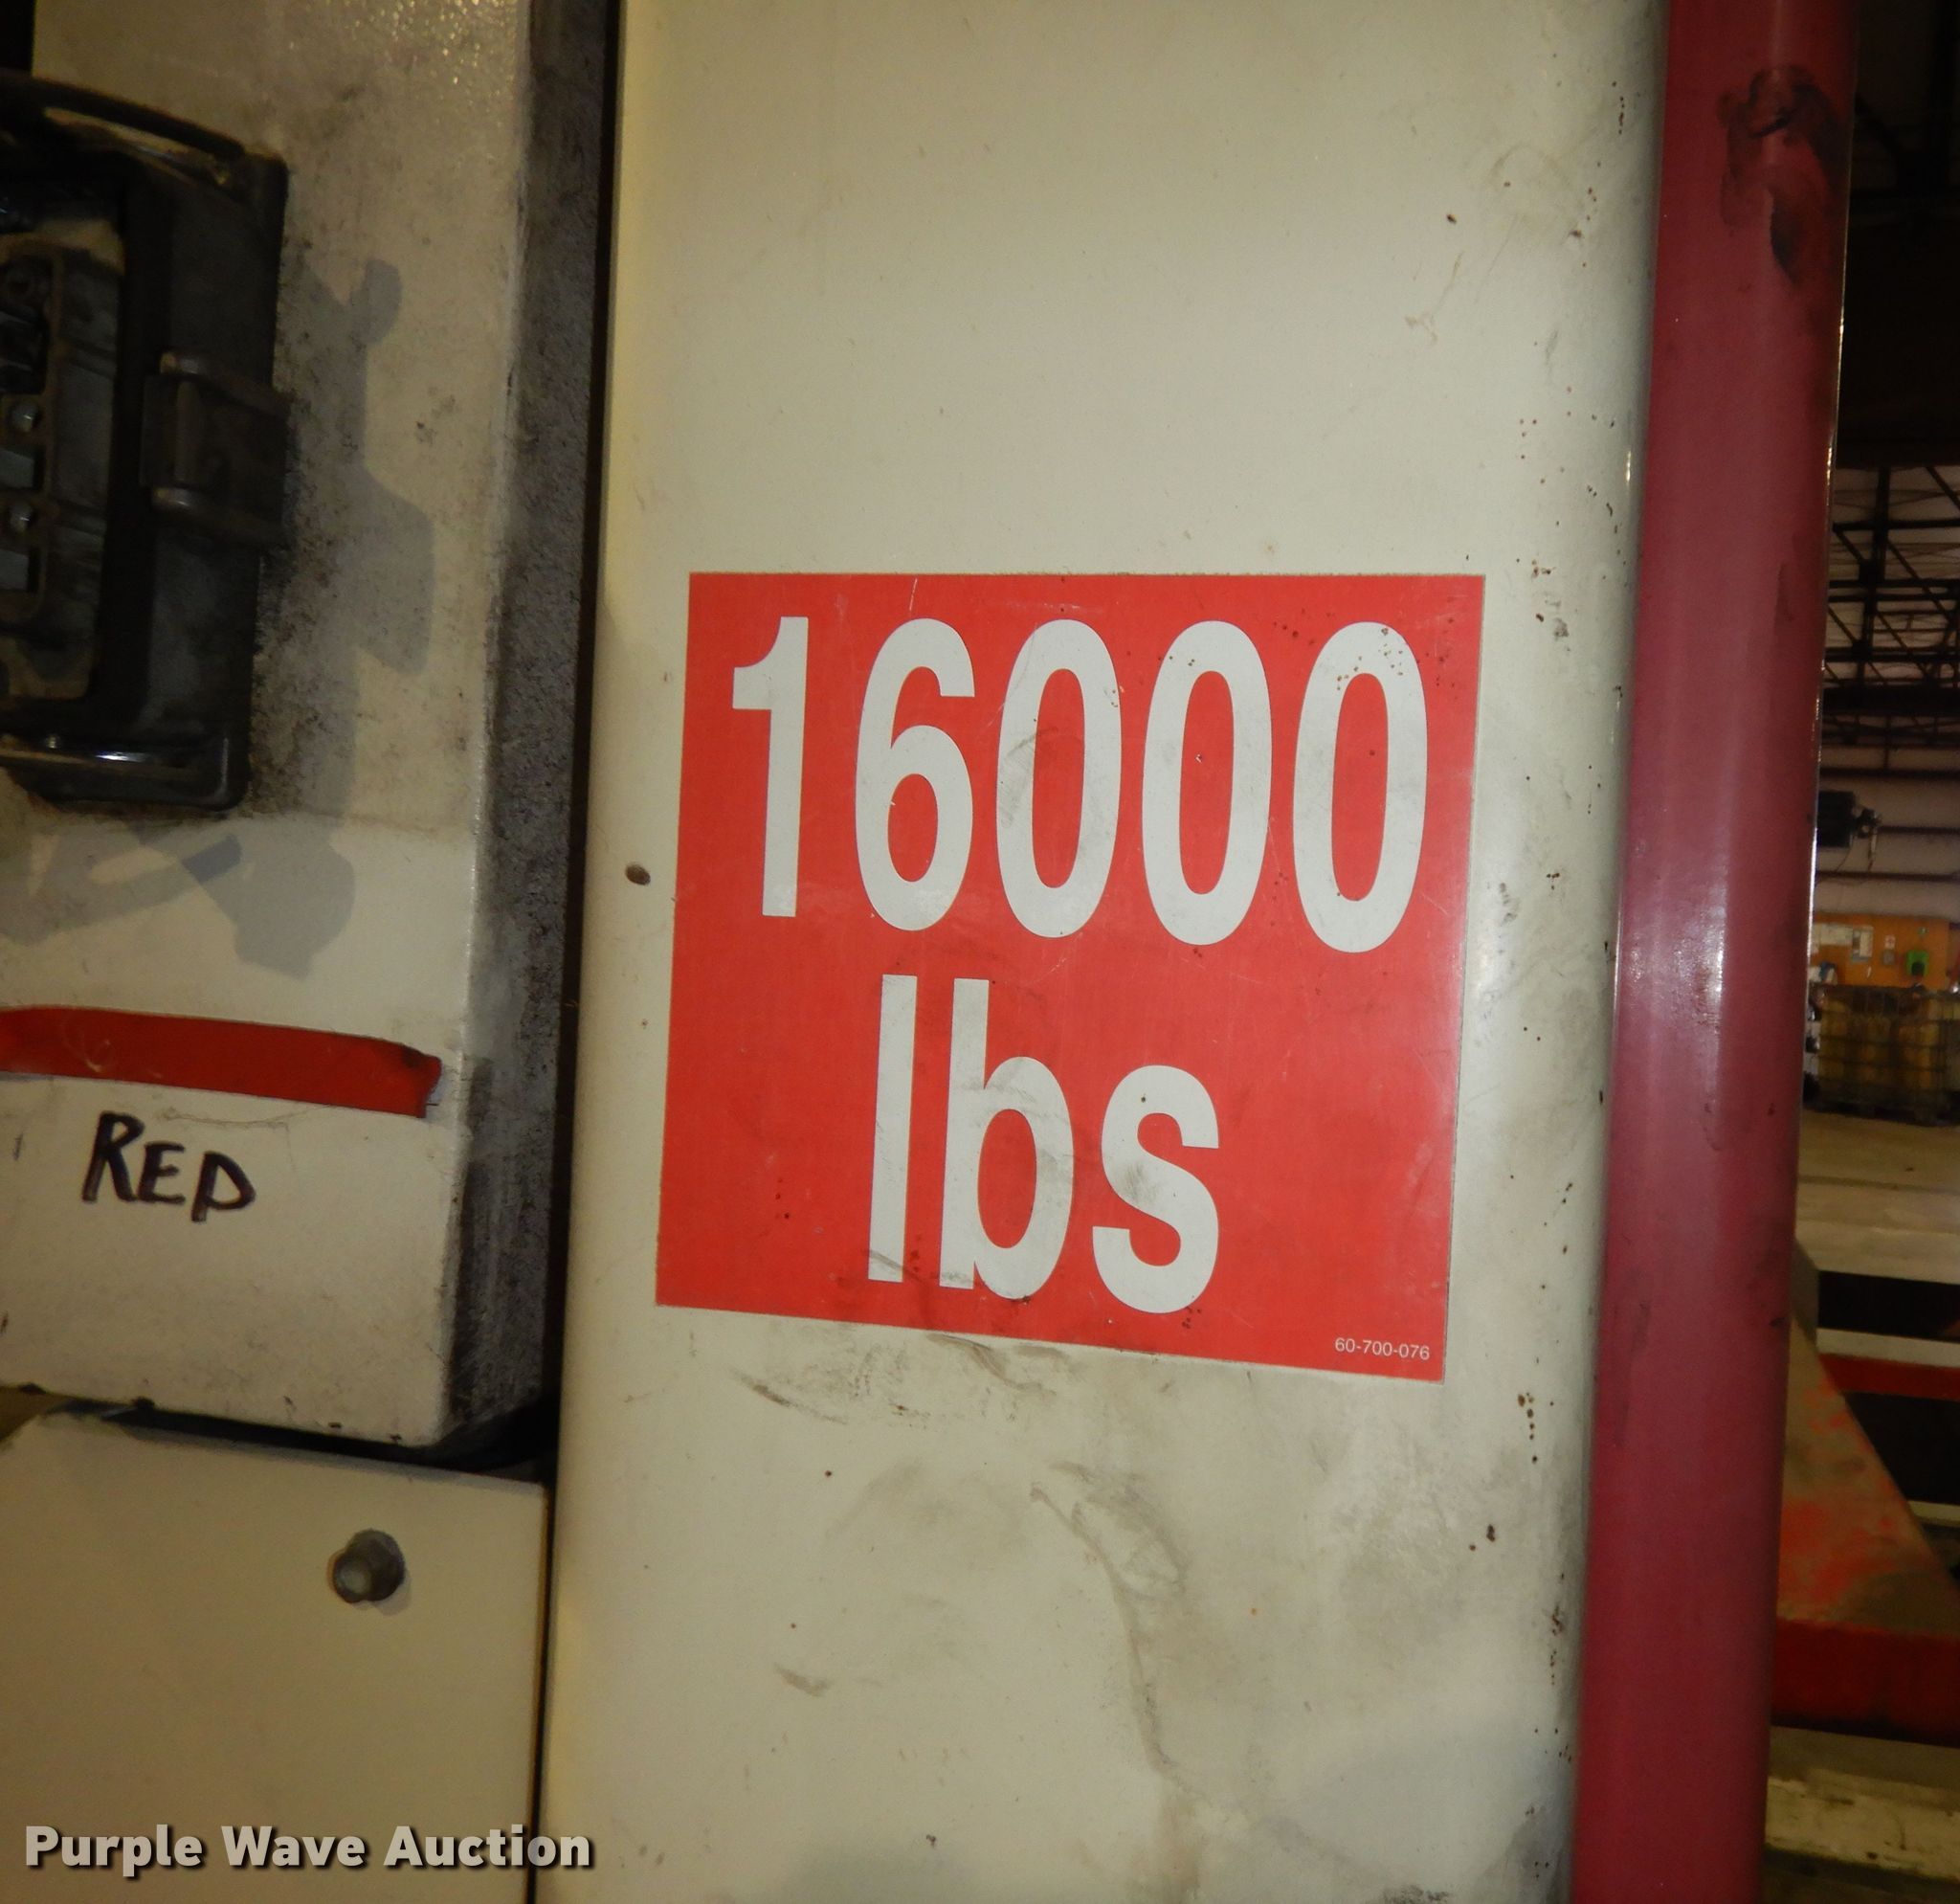 16000
lbs
60-700-076
RED
Purple Wave Auction